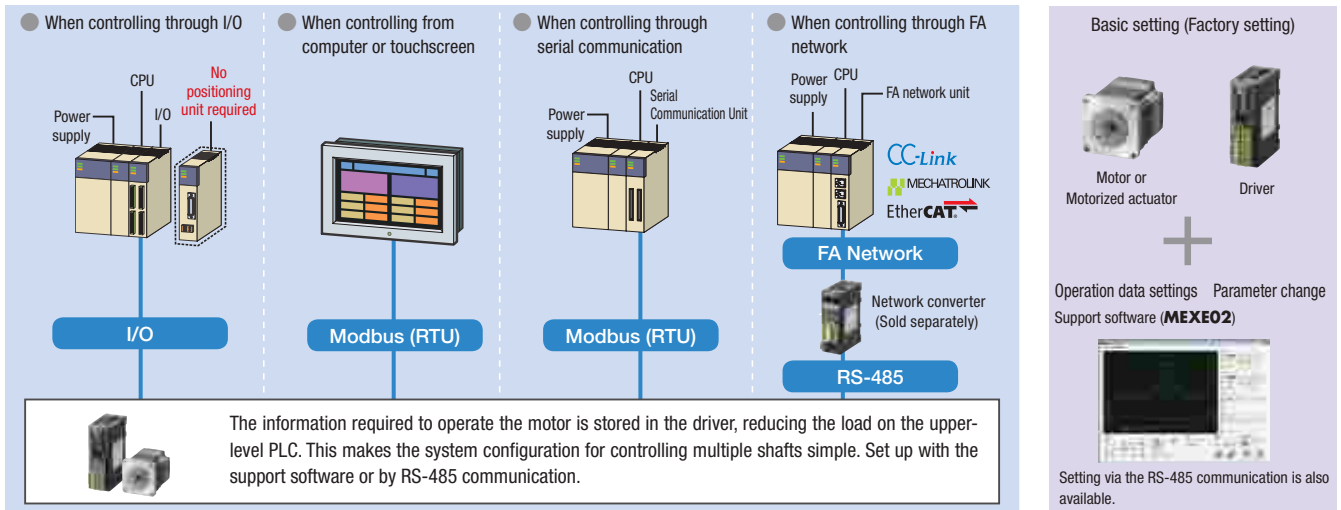 When controlling through I/O
CPU
No
positioning
unit required
Power
supply
I/O
I/O
When controlling from
computer or touchscreen
Modbus (RTU)
When controlling through
serial communication
CPU
Serial
Communication Unit
Power
supply
Modbus (RTU)
When controlling through FA
network
Power
supply
CPU
FA network unit
CC-Link
MECHATROLINK
EtherCAT
FA Network
Network converter
(Sold separately)
RS-485
The information required to operate the motor is stored in the driver, reducing the load on the upper-
level PLC. This makes the system configuration for controlling multiple shafts simple. Set up with the
support software or by RS-485 communication.
Basic setting (Factory setting)
Motor or
Motorized actuator
Driver
Operation data settings Parameter change
Support software (MEXE02)
Setting via the RS-485 communication is also
available.